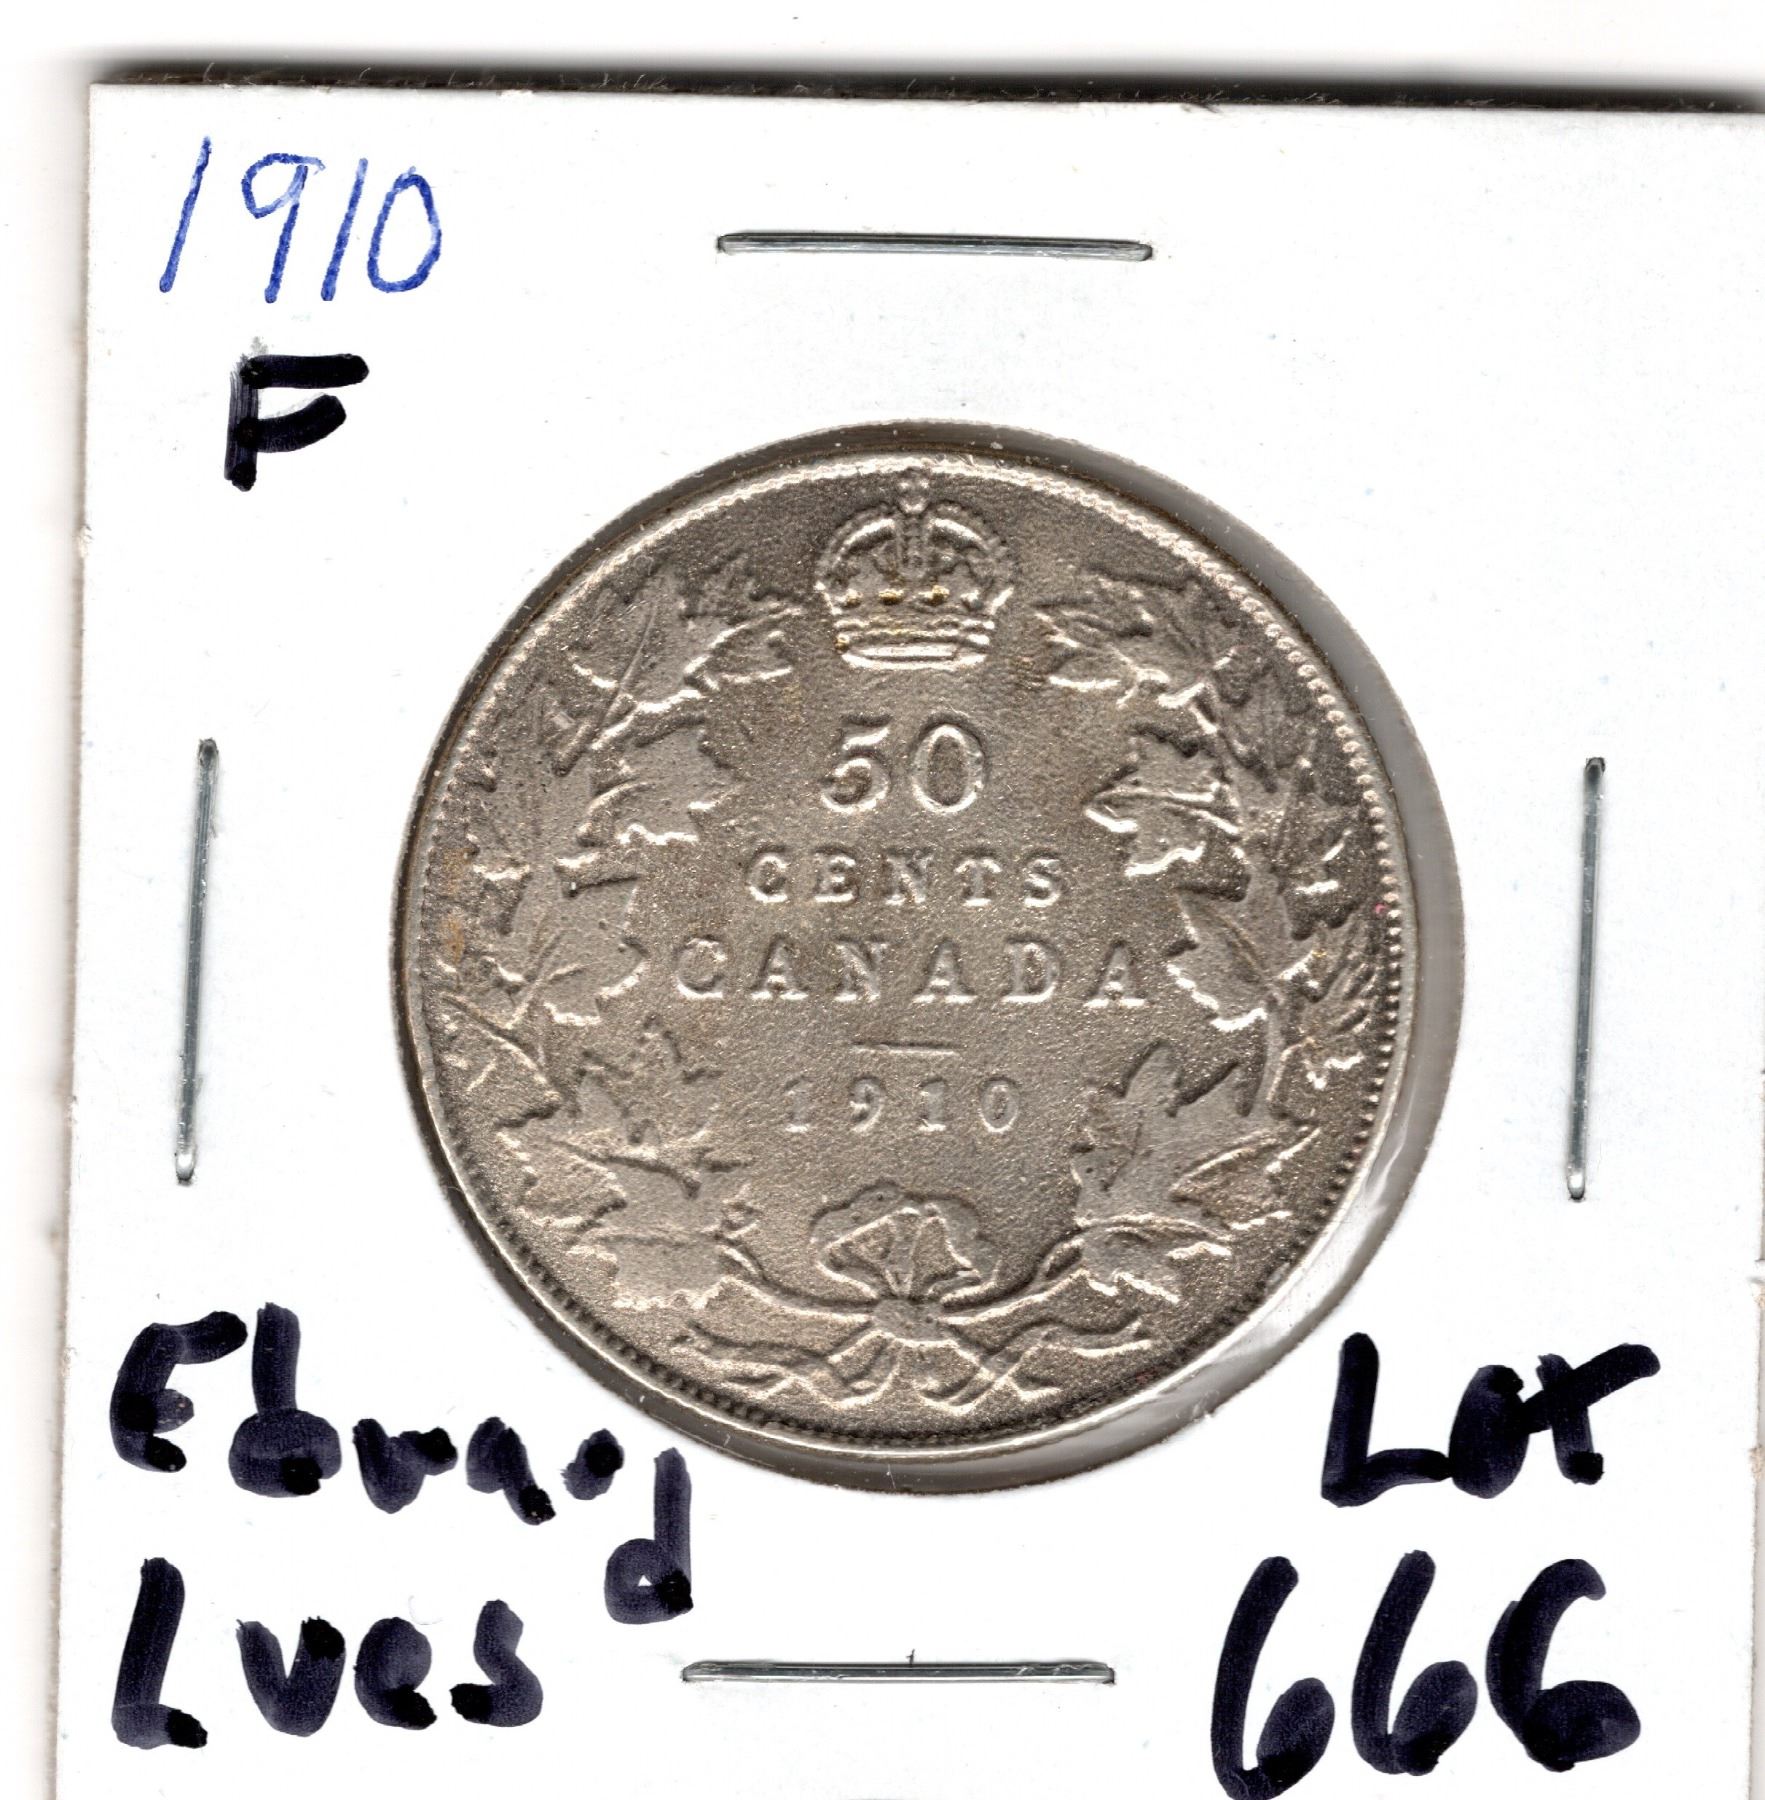 1910
F
50
CENTS
CANADA
1910
Edward
Lves
Lot
666